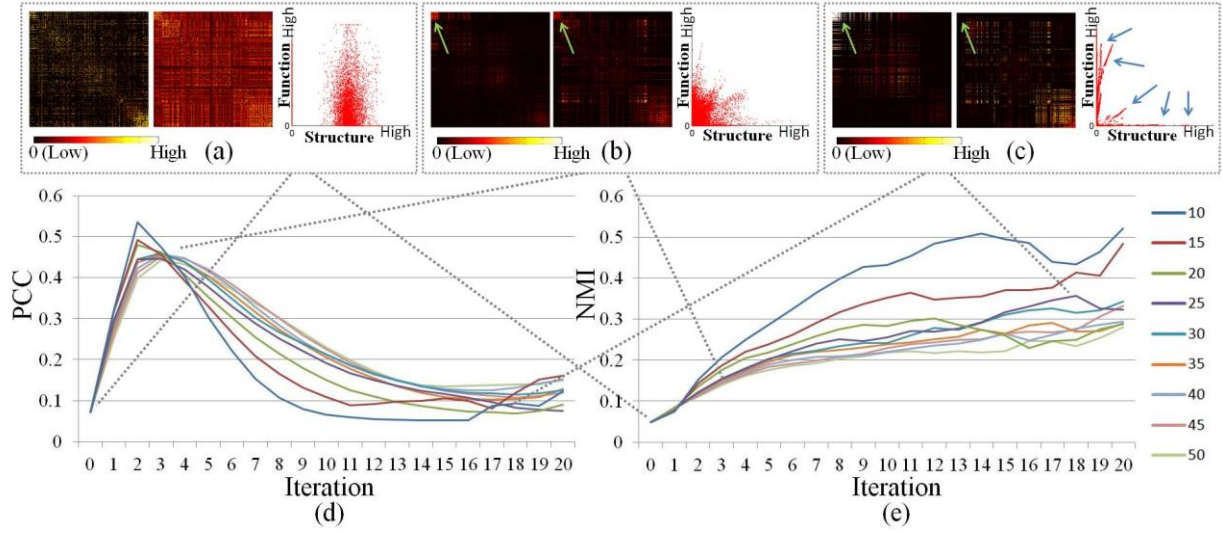 High
Function
0
0
Structure
High
0 (Low)
High
(a)
High
Function
0
0
Structure
High
0 (Low)
High
(b)
High
Function
0
0
Structure
High
0 (Low)
High
(c)
0.6
0.5
0.4
0.3
0.2
0.1
0
PCC
0 1 2 3 4 5 6 7 8 9 10 11 12 13 14 15 16 17 18 19 20
Iteration
(d)
0.6
0.5
0.4
0.3
0.2
0.1
0
NMI
0 1 2 3 4 5 6 7 8 9 10 11 12 13 14 15 16 17 18 19 20
Iteration
(e)
10
15
20
25
30
35
40
45
50